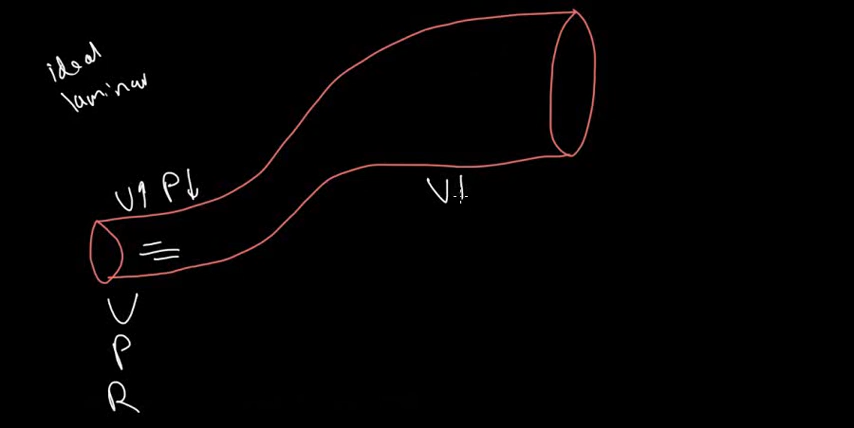 ideal
laminar
V↑ P↓
V↓
V
P
R